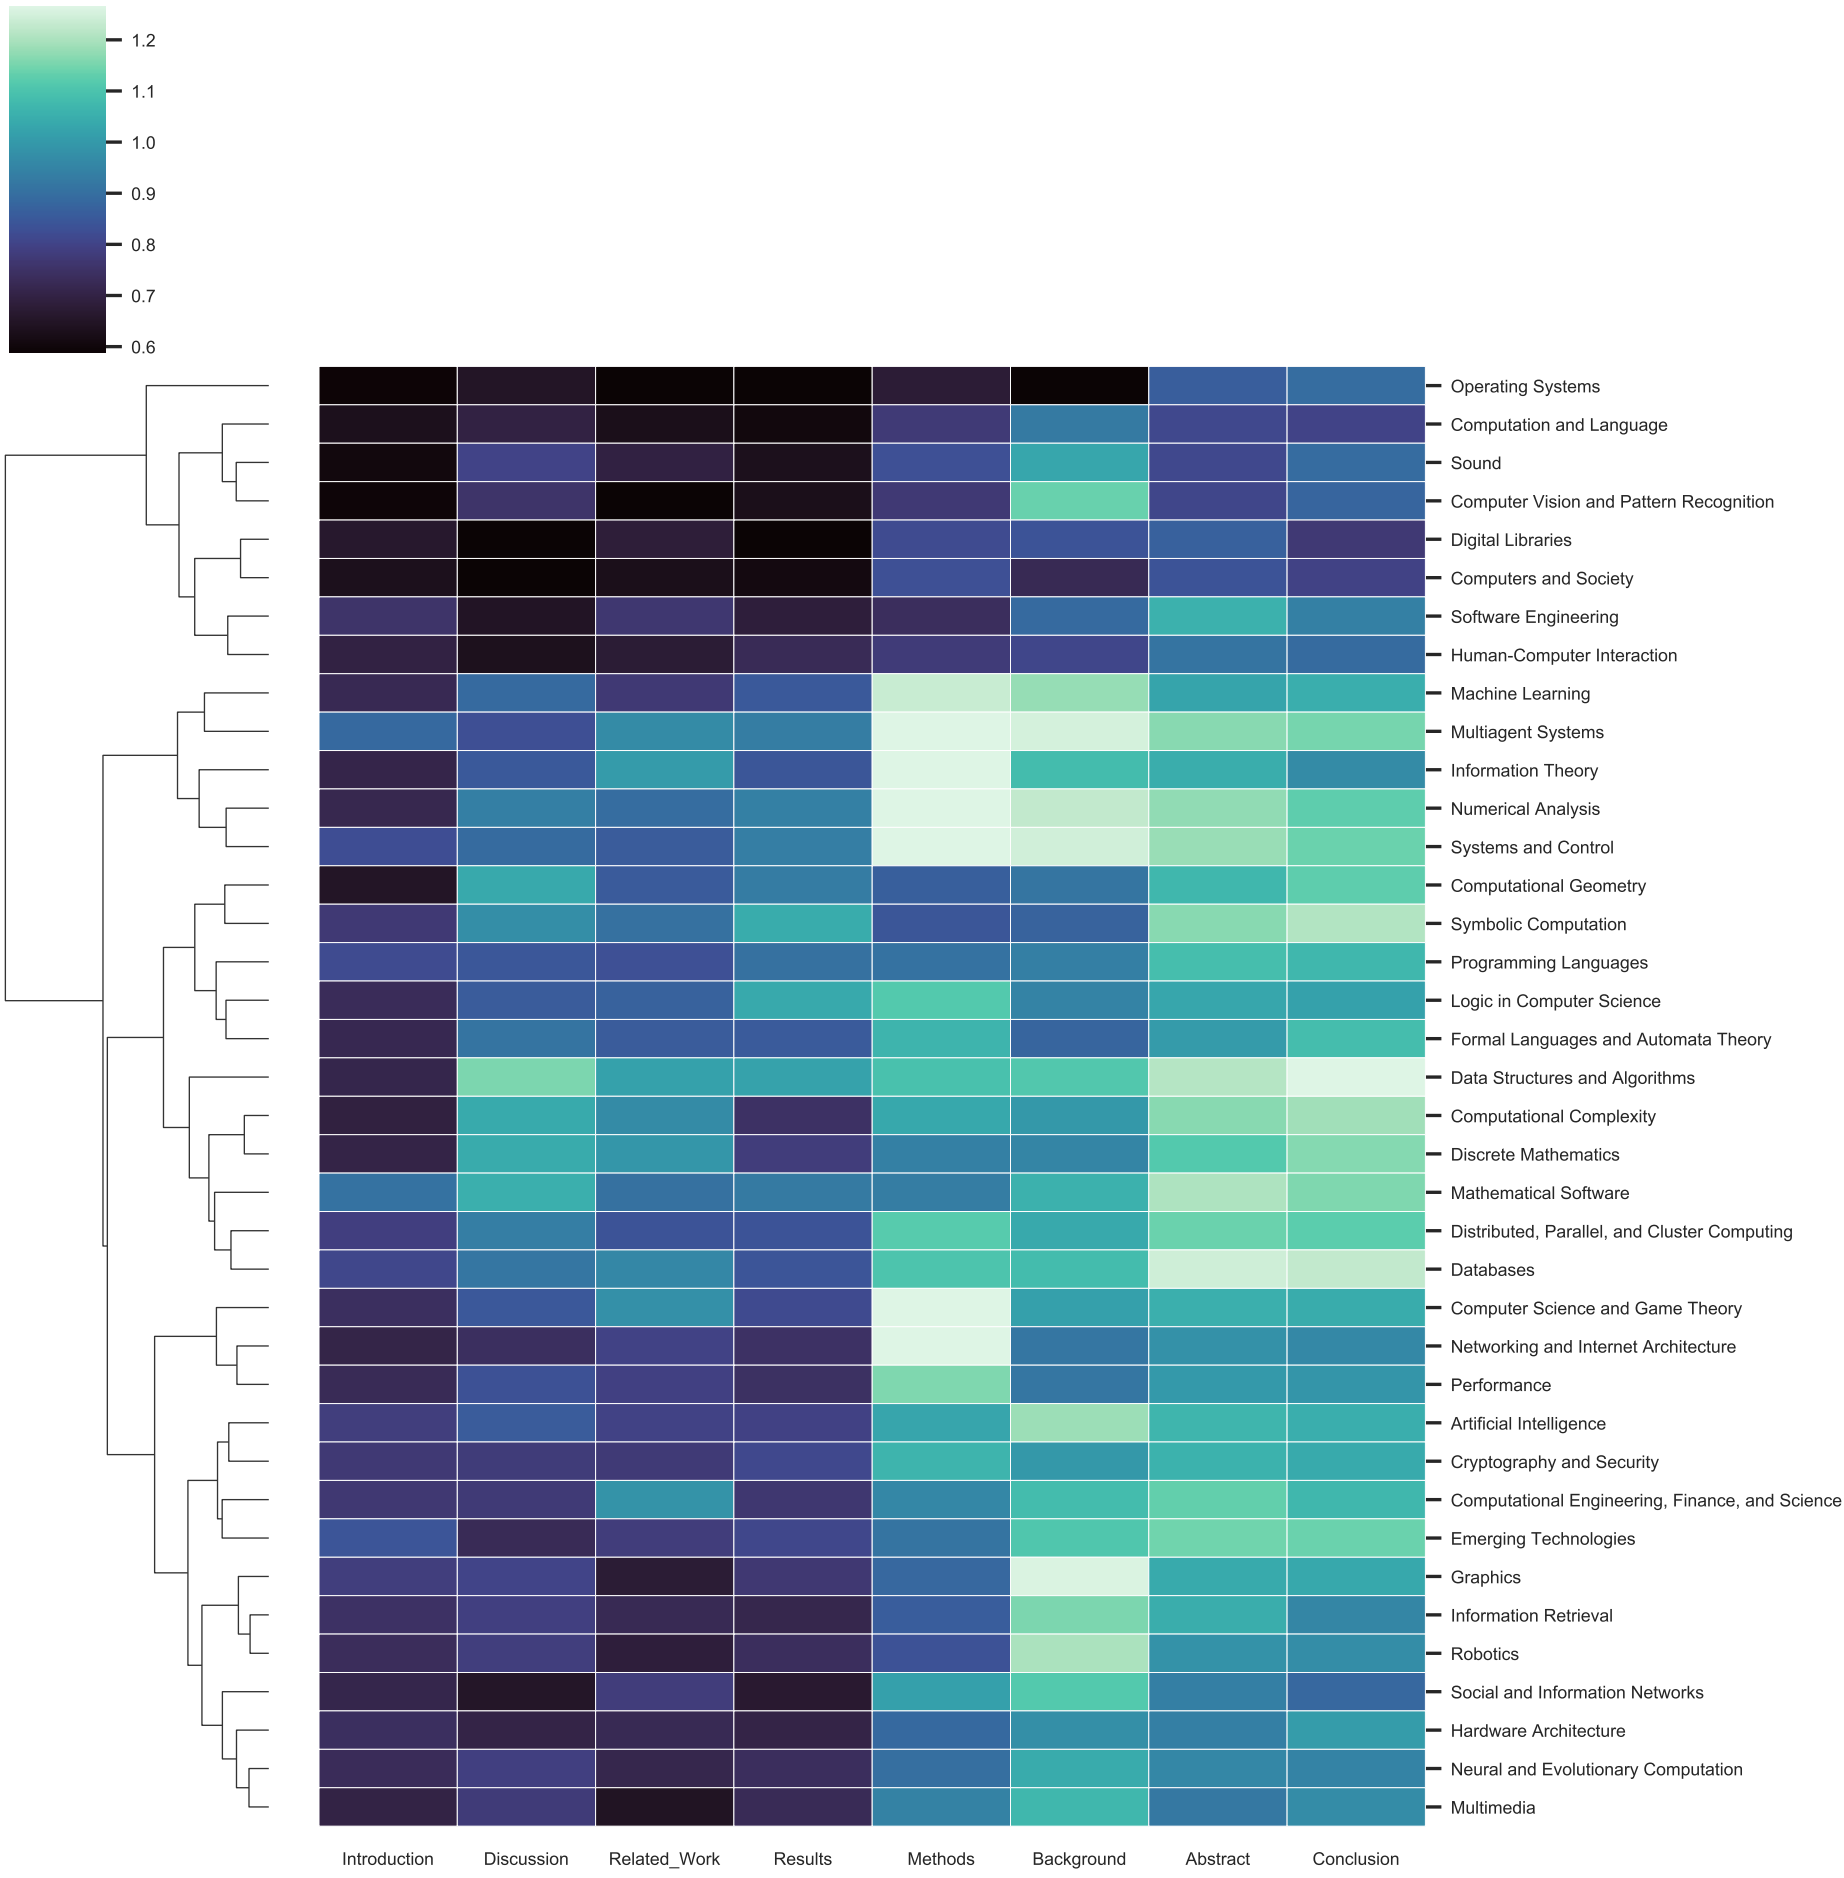 1.2
1.1
1.0
0.9
0.8
0.7
0.6
Operating Systems
Computation and Language
Sound
Computer Vision and Pattern Recognition
Digital Libraries
Computers and Society
Software Engineering
Human-Computer Interaction
Machine Learning
Multiagent Systems
Information Theory
Numerical Analysis
Systems and Control
Computational Geometry
Symbolic Computation
Programming Languages
Logic in Computer Science
Formal Languages and Automata Theory
Data Structures and Algorithms
Computational Complexity
Discrete Mathematics
Mathematical Software
Distributed, Parallel, and Cluster Computing
Databases
Computer Science and Game Theory
Networking and Internet Architecture
Performance
Artificial Intelligence
Cryptography and Security
Computational Engineering, Finance, and Science
Emerging Technologies
Graphics
Information Retrieval
Robotics
Social and Information Networks
Hardware Architecture
Neural and Evolutionary Computation
Multimedia
Introduction Discussion Related_Work Results Methods Background Abstract Conclusion